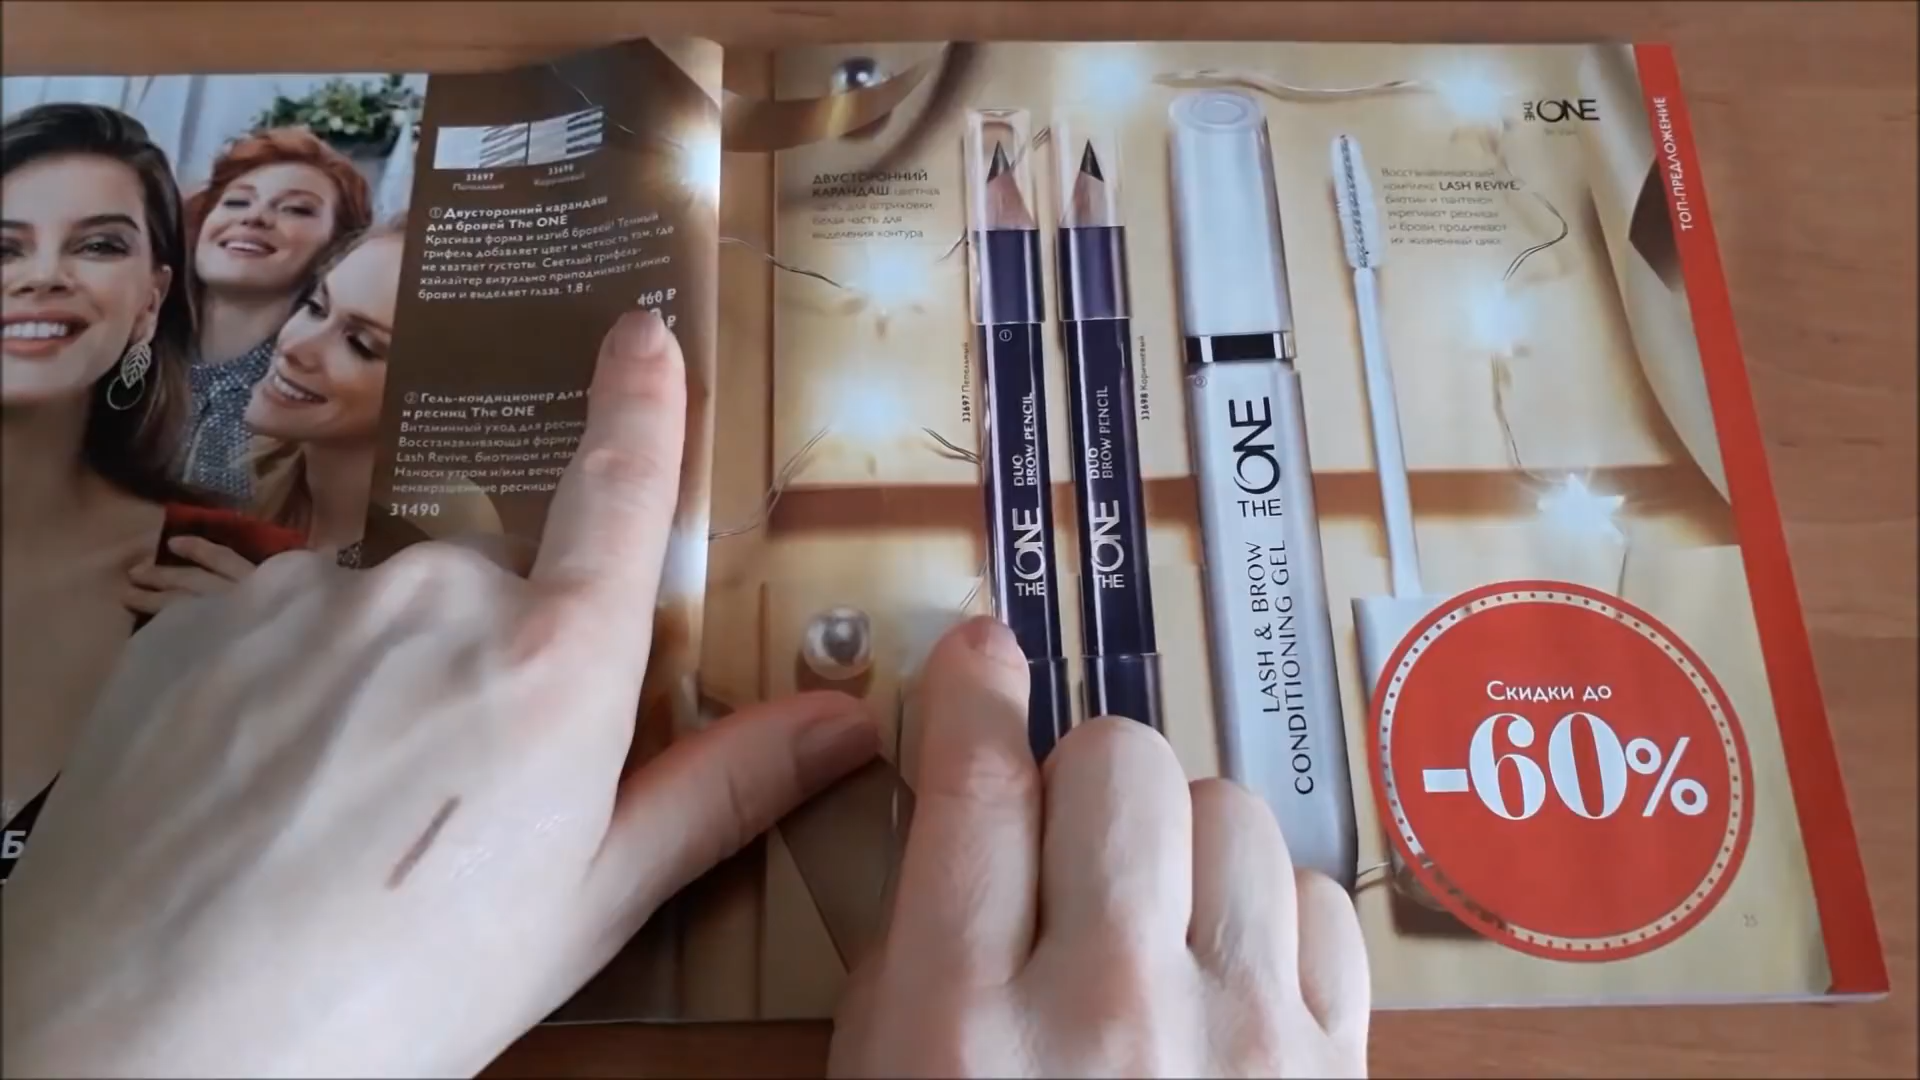 33697
Пепельный
33698
Коричневый
① Двусторонний карандаш
для бровей The ONE
Красивая форма и изгиб бровей! Темный
грифель добавляет цвет и четкость там, где
не хватает густоты. Светлый грифель-
хайлайтер визуально приподнимает линию
брови и выделяет глаза. 1,8 г.
460 ₽
₽
② Гель-кондиционер для
и ресниц The ONE
Витаминный уход для ресниц
Восстанавливающая формула
Lash Revive, биотином и
Наноси утром и/или вечером
ненакрашенные ресницы
31490
Б
ДВУСТОРОННИЙ
КАРАНДАШ: цветная
часть для штриховки,
белая часть для
выделения контура
33697 Пепельный
①
THE ONE DUO
BROW PENCIL
THE ONE DUO
BROW PENCIL
33698 Коричневый
②
THE ONE
LASH & BROW
CONDITIONING GEL
THE ONE
Восстанавливающий
комплекс LASH REVIVE,
биотин и пантенол
укрепляют ресницы
и брови, продлевают
их жизненный цикл
ТОП-ПРЕДЛОЖЕНИЕ
Скидки до
-60%